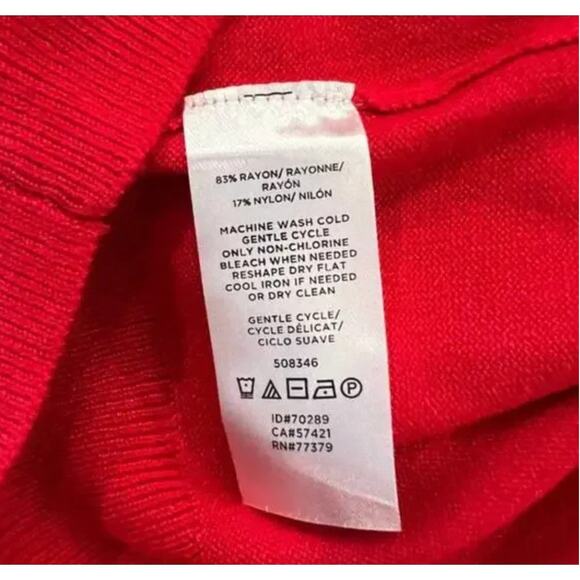 83% RAYON/ RAYONNE/
RAYÓN
17% NYLON/ NILÓN
MACHINE WASH COLD
GENTLE CYCLE
ONLY NON-CHLORINE
BLEACH WHEN NEEDED
RESHAPE DRY FLAT
COOL IRON IF NEEDED
OR DRY CLEAN
GENTLE CYCLE/
CYCLE DÉLICAT/
CICLO SUAVE
508346
P
ID#70289
CA#57421
RN#77379